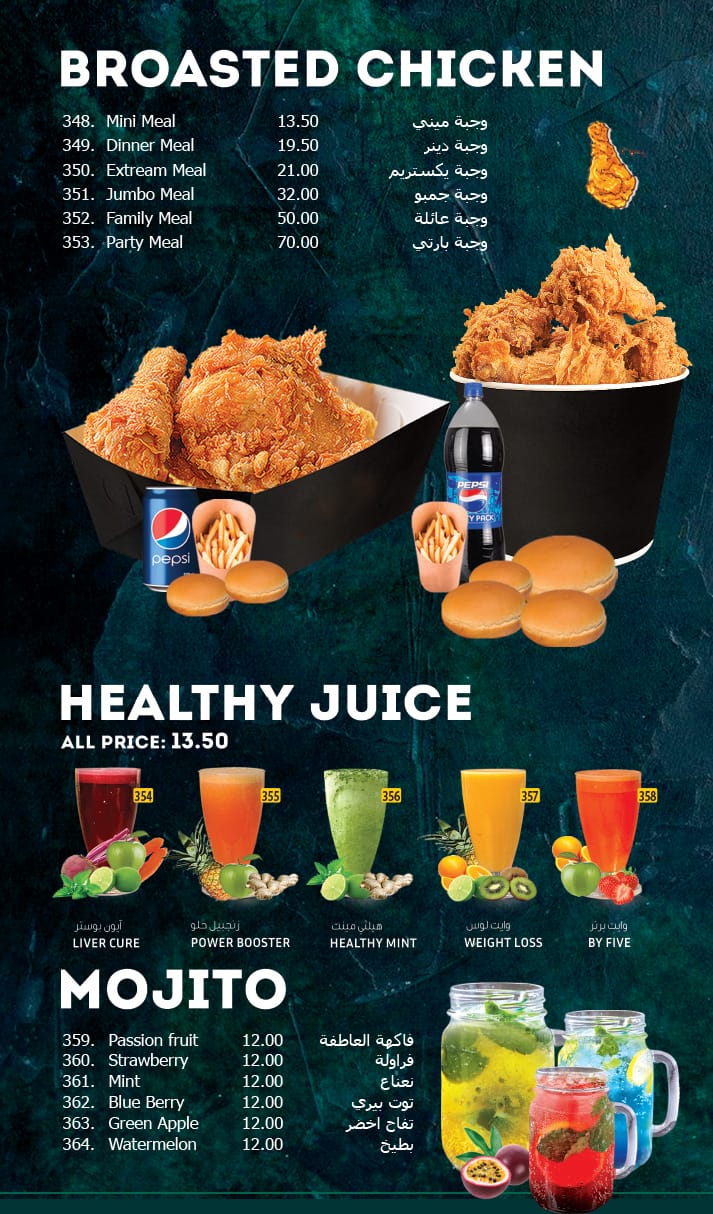 BROASTED CHICKEN
348. Mini Meal 13.50 وجبة ميني
349. Dinner Meal 19.50 وجبة دينر
350. Extream Meal 21.00 وجبة يكستريم
351. Jumbo Meal 32.00 وجبة جمبو
352. Family Meal 50.00 وجبة عائلة
353. Party Meal 70.00 وجبة بارتي
PEPSI
TY PACK
pepsi
HEALTHY JUICE
ALL PRICE: 13.50
354 355 356 357 358
آيون بوستر زنجبيل حلو هيلثي مينت وايت لوس وايت برنر
LIVER CURE POWER BOOSTER HEALTHY MINT WEIGHT LOSS BY FIVE
MOJITO
359. Passion fruit 12.00 فاكهة العاطفة
360. Strawberry 12.00 فراولة
361. Mint 12.00 نعناع
362. Blue Berry 12.00 توت بيري
363. Green Apple 12.00 تفاح اخضر
364. Watermelon 12.00 بطيخ